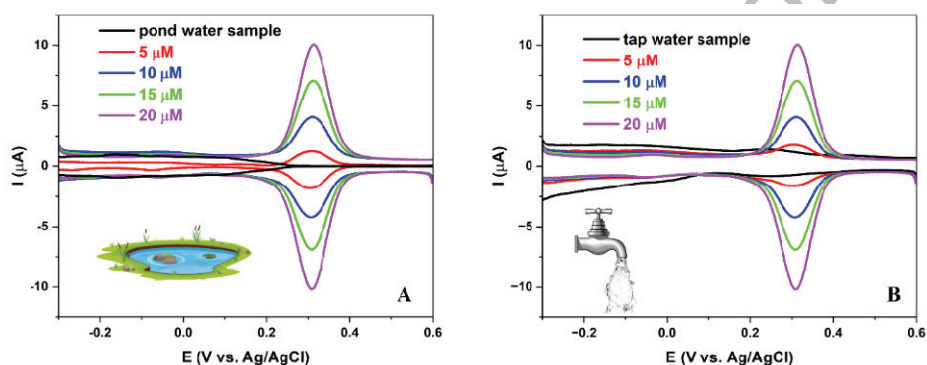 pond water sample
5 µM
10 µM
15 µM
20 µM
10
5
0
-5
-10
I (µA)
-0.2
0.0
0.2
0.4
0.6
E (V vs. Ag/AgCl)
A
tap water sample
5 µM
10 µM
15 µM
20 µM
10
5
0
−5
−10
I (µA)
−0.2
0.0
0.2
0.4
0.6
E (V vs. Ag/AgCl)
B